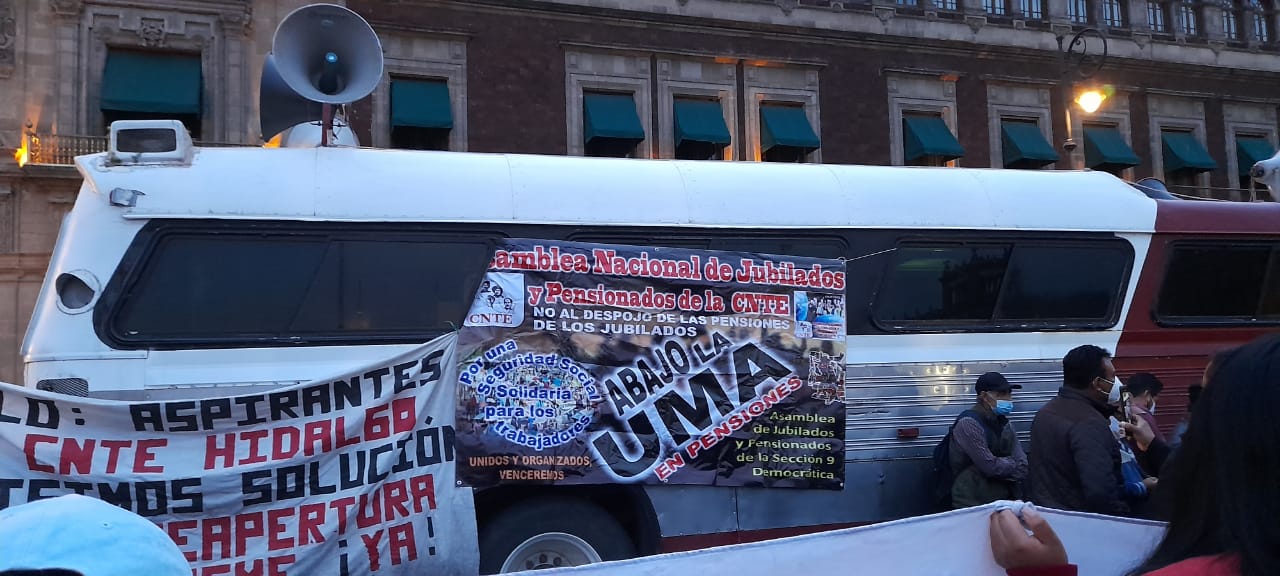 LO: ASPIRANTES
CNTE HIDALGO
SOLUCIÓN
REAPERTURA
¡YA!
Asamblea Nacional de Jubilados
y Pensionados de la CNTE
CNTE
NO AL DESPOJO DE LAS PENSIONES
DE LOS JUBILADOS
Por una
Seguridad Social
Solidaria
para los
trabajadores
ABAJO LA
UMA
EN PENSIONES
UNIDOS Y ORGANIZADOS,
VENCEREMOS
Asamblea
de Jubilados
y Pensionados
de la Sección 9
Democrática